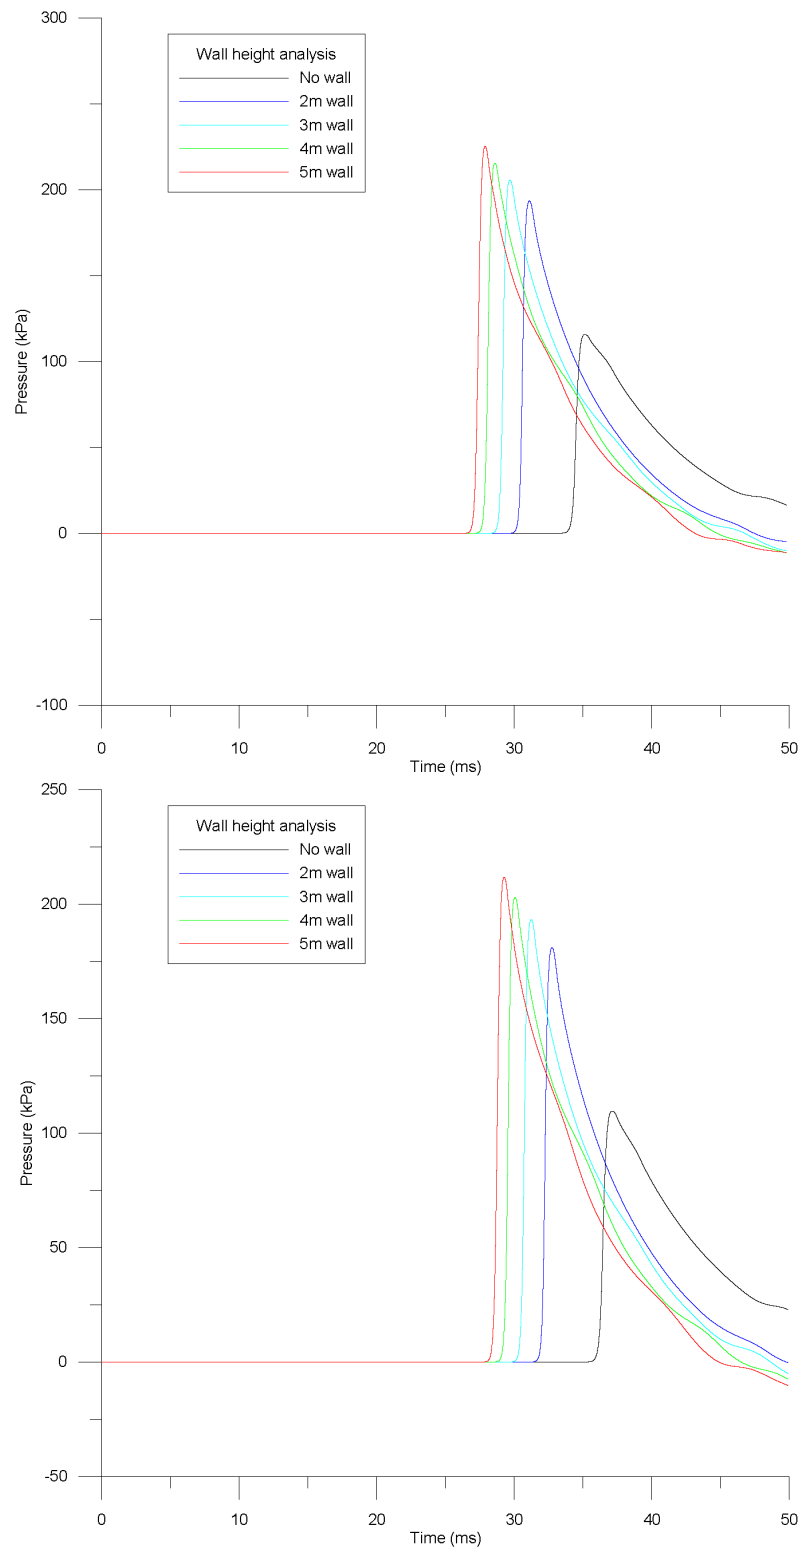 300
Wall height analysis
No wall
2m wall
3m wall
4m wall
5m wall
200
Pressure (kPa)
100
0
-100
0 10 20 30 40 50
Time (ms)
250
Wall height analysis
No wall
2m wall
3m wall
4m wall
5m wall
200
150
Pressure (kPa)
100
50
0
-50
0 10 20 30 40 50
Time (ms)